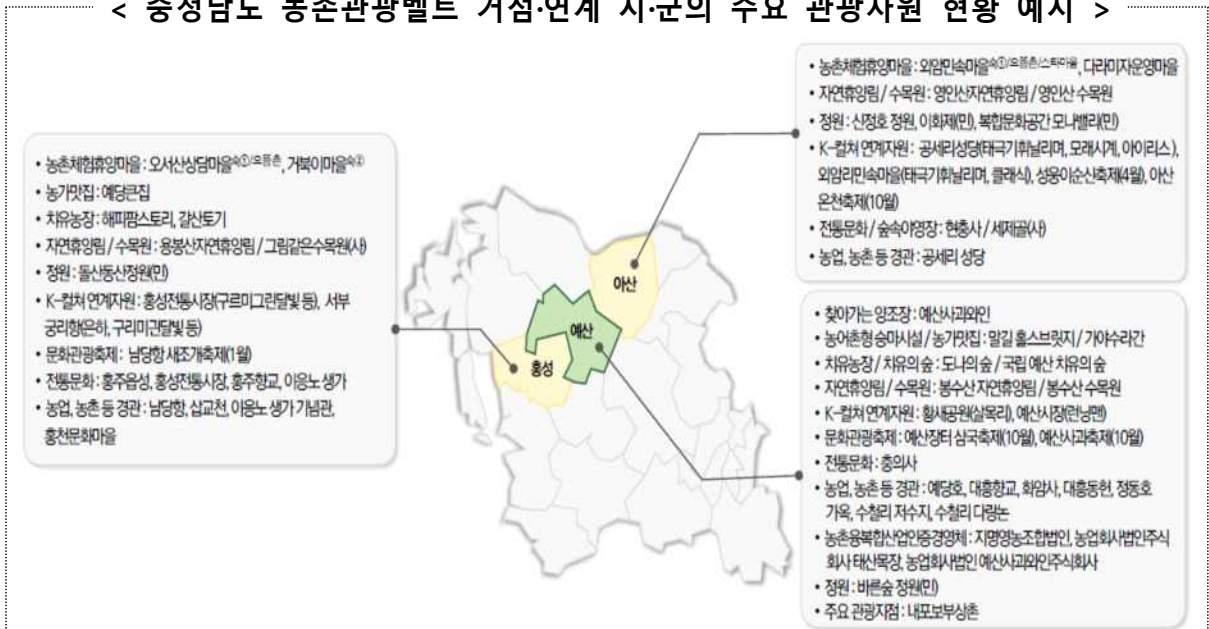 < 충청남도 농촌관광벨트 거점·연계 시·군의 주요 관광자원 현황 예시 >
• 농촌체험휴양마을 : 오서산상담마을숙①/으뜸촌, 거북이마을숙②
• 농가맛집 : 예당큰집
• 치유농장 : 해피팜스토리, 갈산토기
• 자연휴양림 / 수목원 : 용봉산자연휴양림 / 그림같은수목원(사)
• 정원 : 돌산동산정원(민)
• K-컬쳐 연계자원 : 홍성전통시장(구르미그린달빛 등), 서부
궁리항(은하, 구리미권달빛 등)
• 문화관광축제 : 남당항 새조개축제(1월)
• 전통문화 : 홍주읍성, 홍성전통시장, 홍주향교, 이응노 생가
• 농업, 농촌 등 경관 : 남당항, 삽교천, 이응노 생가 기념관,
홍천문화마을
• 농촌체험휴양마을 : 외암민속마을숙①/으뜸촌/스타마을, 다라미자운영마을
• 자연휴양림 / 수목원 : 영인산자연휴양림 / 영인산 수목원
• 정원 : 신정호 정원, 이화제(민), 복합문화공간 모나밸리(민)
• K-컬쳐 연계자원 : 공세리성당(태극기휘날리며, 모래시계, 아이리스),
외암리민속마을(태극기휘날리며, 클래식), 성웅이순신축제(4월), 아산
온천축제(10월)
• 전통문화 / 숲속야영장 : 현충사 / 세제골(사)
• 농업, 농촌 등 경관 : 공세리 성당
아산
예산
홍성
• 찾아가는 양조장 : 예산사과와인
• 농어촌형 승마시설 / 농가맛집 : 말길 홀스브릿지 / 가야수라간
• 치유농장 / 치유의 숲 : 도나의 숲 / 국립 예산 치유의 숲
• 자연휴양림 / 수목원 : 봉수산 자연휴양림 / 봉수산 수목원
• K-컬쳐 연계자원 : 황새공원(살목리), 예산시장(런닝맨)
• 문화관광축제 : 예산장터 삼국축제(10월), 예산사과축제(10월)
• 전통문화 : 충의사
• 농업, 농촌 등 경관 : 예당호, 대흥향교, 화암사, 대흥동헌, 정동호
가옥, 수철리 저수지, 수철리 다랑논
• 농촌융복합산업인증경영체 : 지명영농조합법인, 농업회사법인주식
회사 태산목장, 농업회사법인 예산사과와인주식회사
• 정원 : 바른숲 정원(민)
• 주요 관광지점 : 내포보부상촌